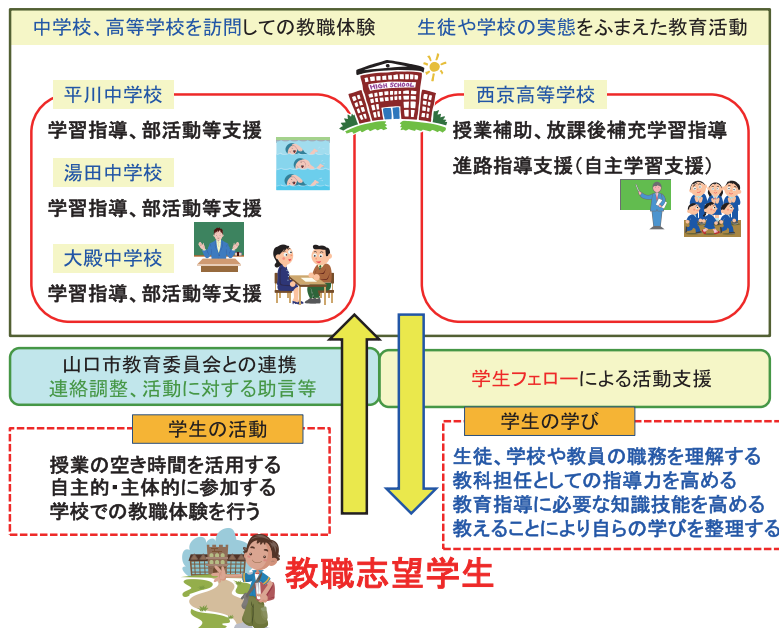 中学校、高等学校を訪問しての教職体験　生徒や学校の実態をふまえた教育活動
HIGH SCHOOL
平川中学校
学習指導、部活動等支援
湯田中学校
学習指導、部活動等支援
大殿中学校
学習指導、部活動等支援
西京高等学校
授業補助、放課後補充学習指導
進路指導支援（自主学習支援）
山口市教育委員会との連携
連絡調整、活動に対する助言等
学生フェローによる活動支援
学生の活動
授業の空き時間を活用する
自主的・主体的に参加する
学校での教職体験を行う
学生の学び
生徒、学校や教員の職務を理解する
教科担任としての指導力を高める
教育指導に必要な知識技能を高める
教えることにより自らの学びを整理する
教職志望学生